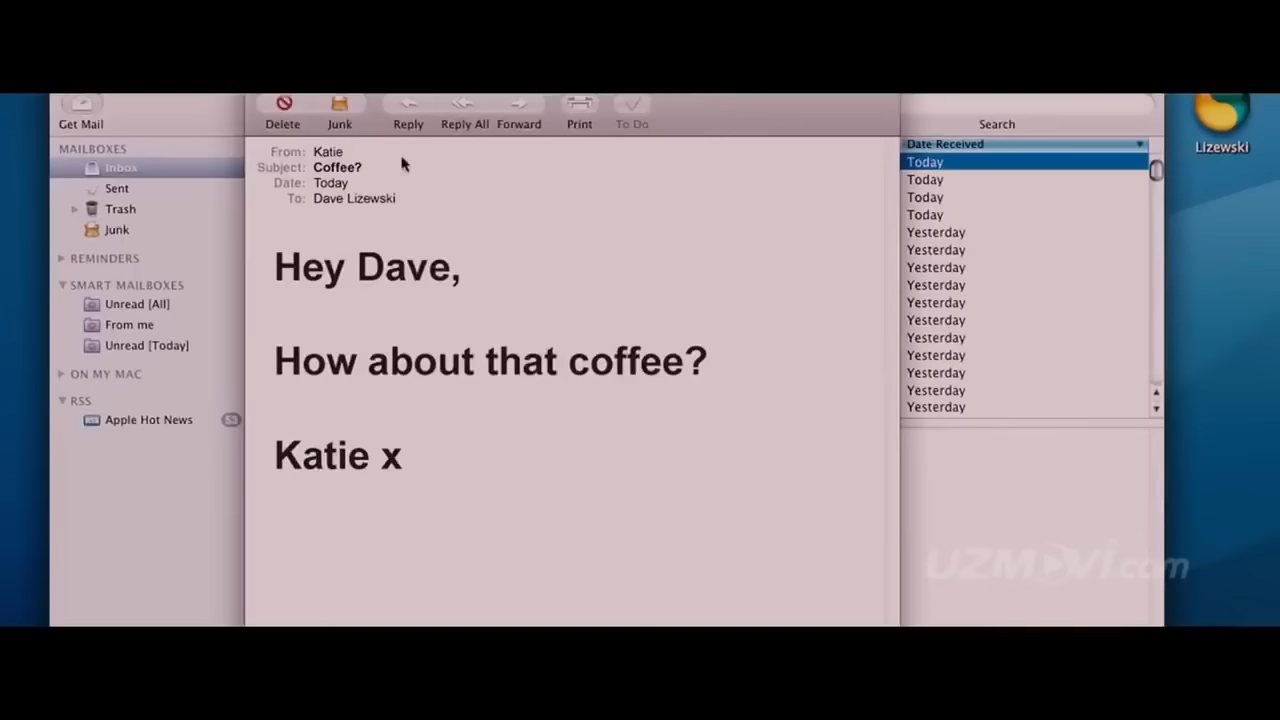 Get Mail
Delete
Junk
Reply
Reply All
Forward
Print
To Do
Search
MAILBOXES
Inbox
Sent
Trash
Junk
REMINDERS
SMART MAILBOXES
Unread [All]
From me
Unread [Today]
ON MY MAC
RSS
Apple Hot News
From: Katie
Subject: Coffee?
Date: Today
To: Dave Lizewski
Hey Dave,
How about that coffee?
Katie x
Date Received
Today
Today
Today
Today
Yesterday
Yesterday
Yesterday
Yesterday
Yesterday
Yesterday
Yesterday
Yesterday
Yesterday
Yesterday
Yesterday
Lizewski
UZMOVi.com